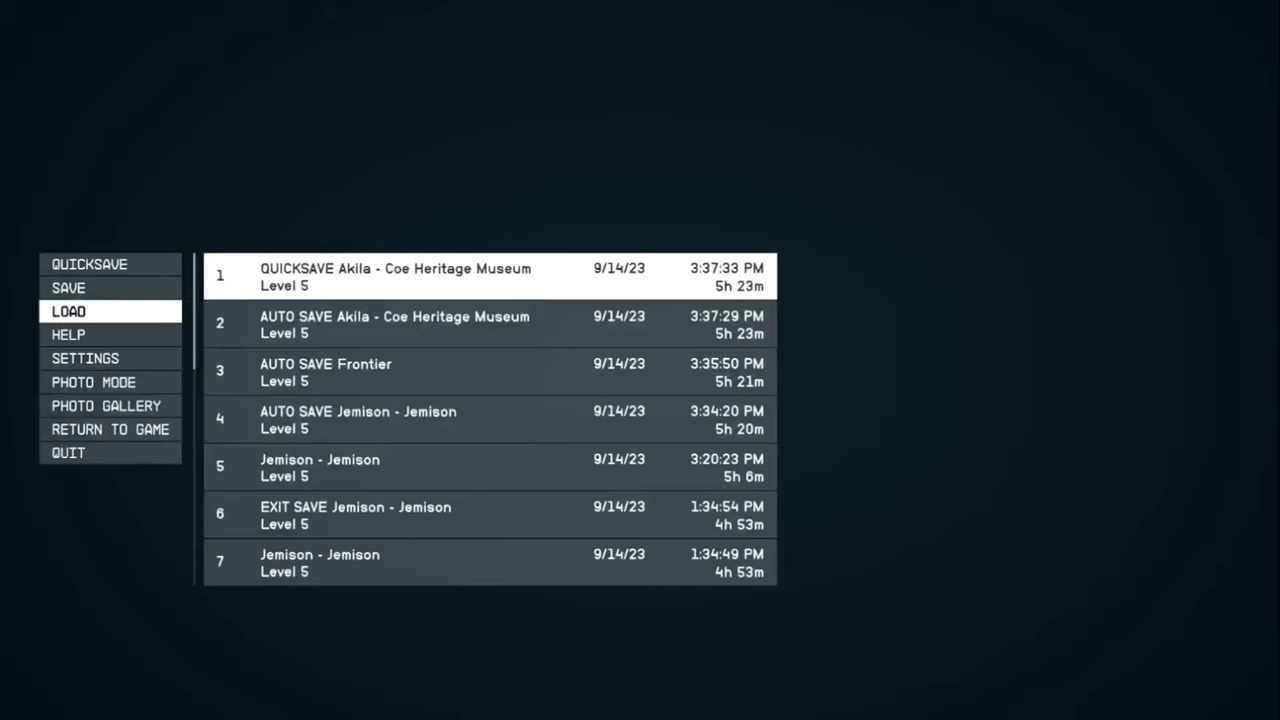 QUICKSAVE
SAVE
LOAD
HELP
SETTINGS
PHOTO MODE
PHOTO GALLERY
RETURN TO GAME
QUIT
1 QUICKSAVE Akila - Coe Heritage Museum 9/14/23 3:37:33 PM
Level 5 5h 23m
2 AUTO SAVE Akila - Coe Heritage Museum 9/14/23 3:37:29 PM
Level 5 5h 23m
3 AUTO SAVE Frontier 9/14/23 3:35:50 PM
Level 5 5h 21m
4 AUTO SAVE Jemison - Jemison 9/14/23 3:34:20 PM
Level 5 5h 20m
5 Jemison - Jemison 9/14/23 3:20:23 PM
Level 5 5h 6m
6 EXIT SAVE Jemison - Jemison 9/14/23 1:34:54 PM
Level 5 4h 53m
7 Jemison - Jemison 9/14/23 1:34:49 PM
Level 5 4h 53m